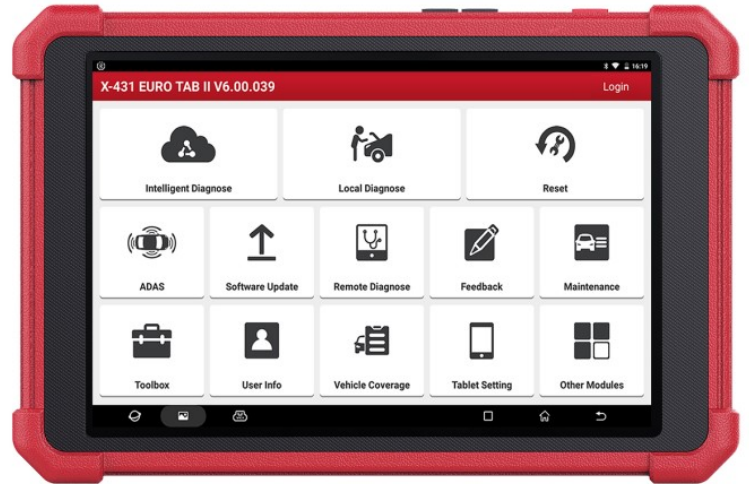 16:19
X-431 EURO TAB II V6.00.039 Login
Intelligent Diagnose Local Diagnose Reset
ADAS Software Update Remote Diagnose Feedback Maintenance
Toolbox User Info Vehicle Coverage Tablet Setting Other Modules